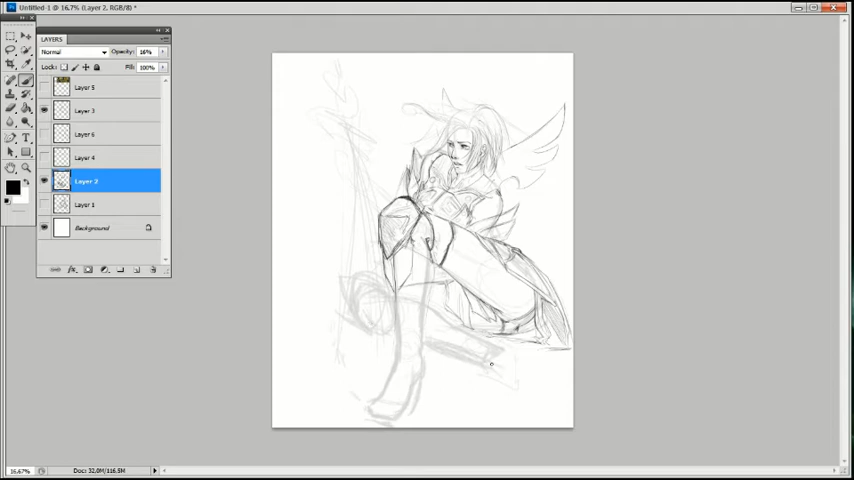 Untitled-1 @ 16.7% (Layer 2, RGB/8) *
LAYERS
Normal Opacity: 16%
Lock: Fill: 100%
Layer 5
Layer 3
Layer 6
Layer 4
Layer 2
Layer 1
Background
16.67% Doc: 32.0M/116.5M